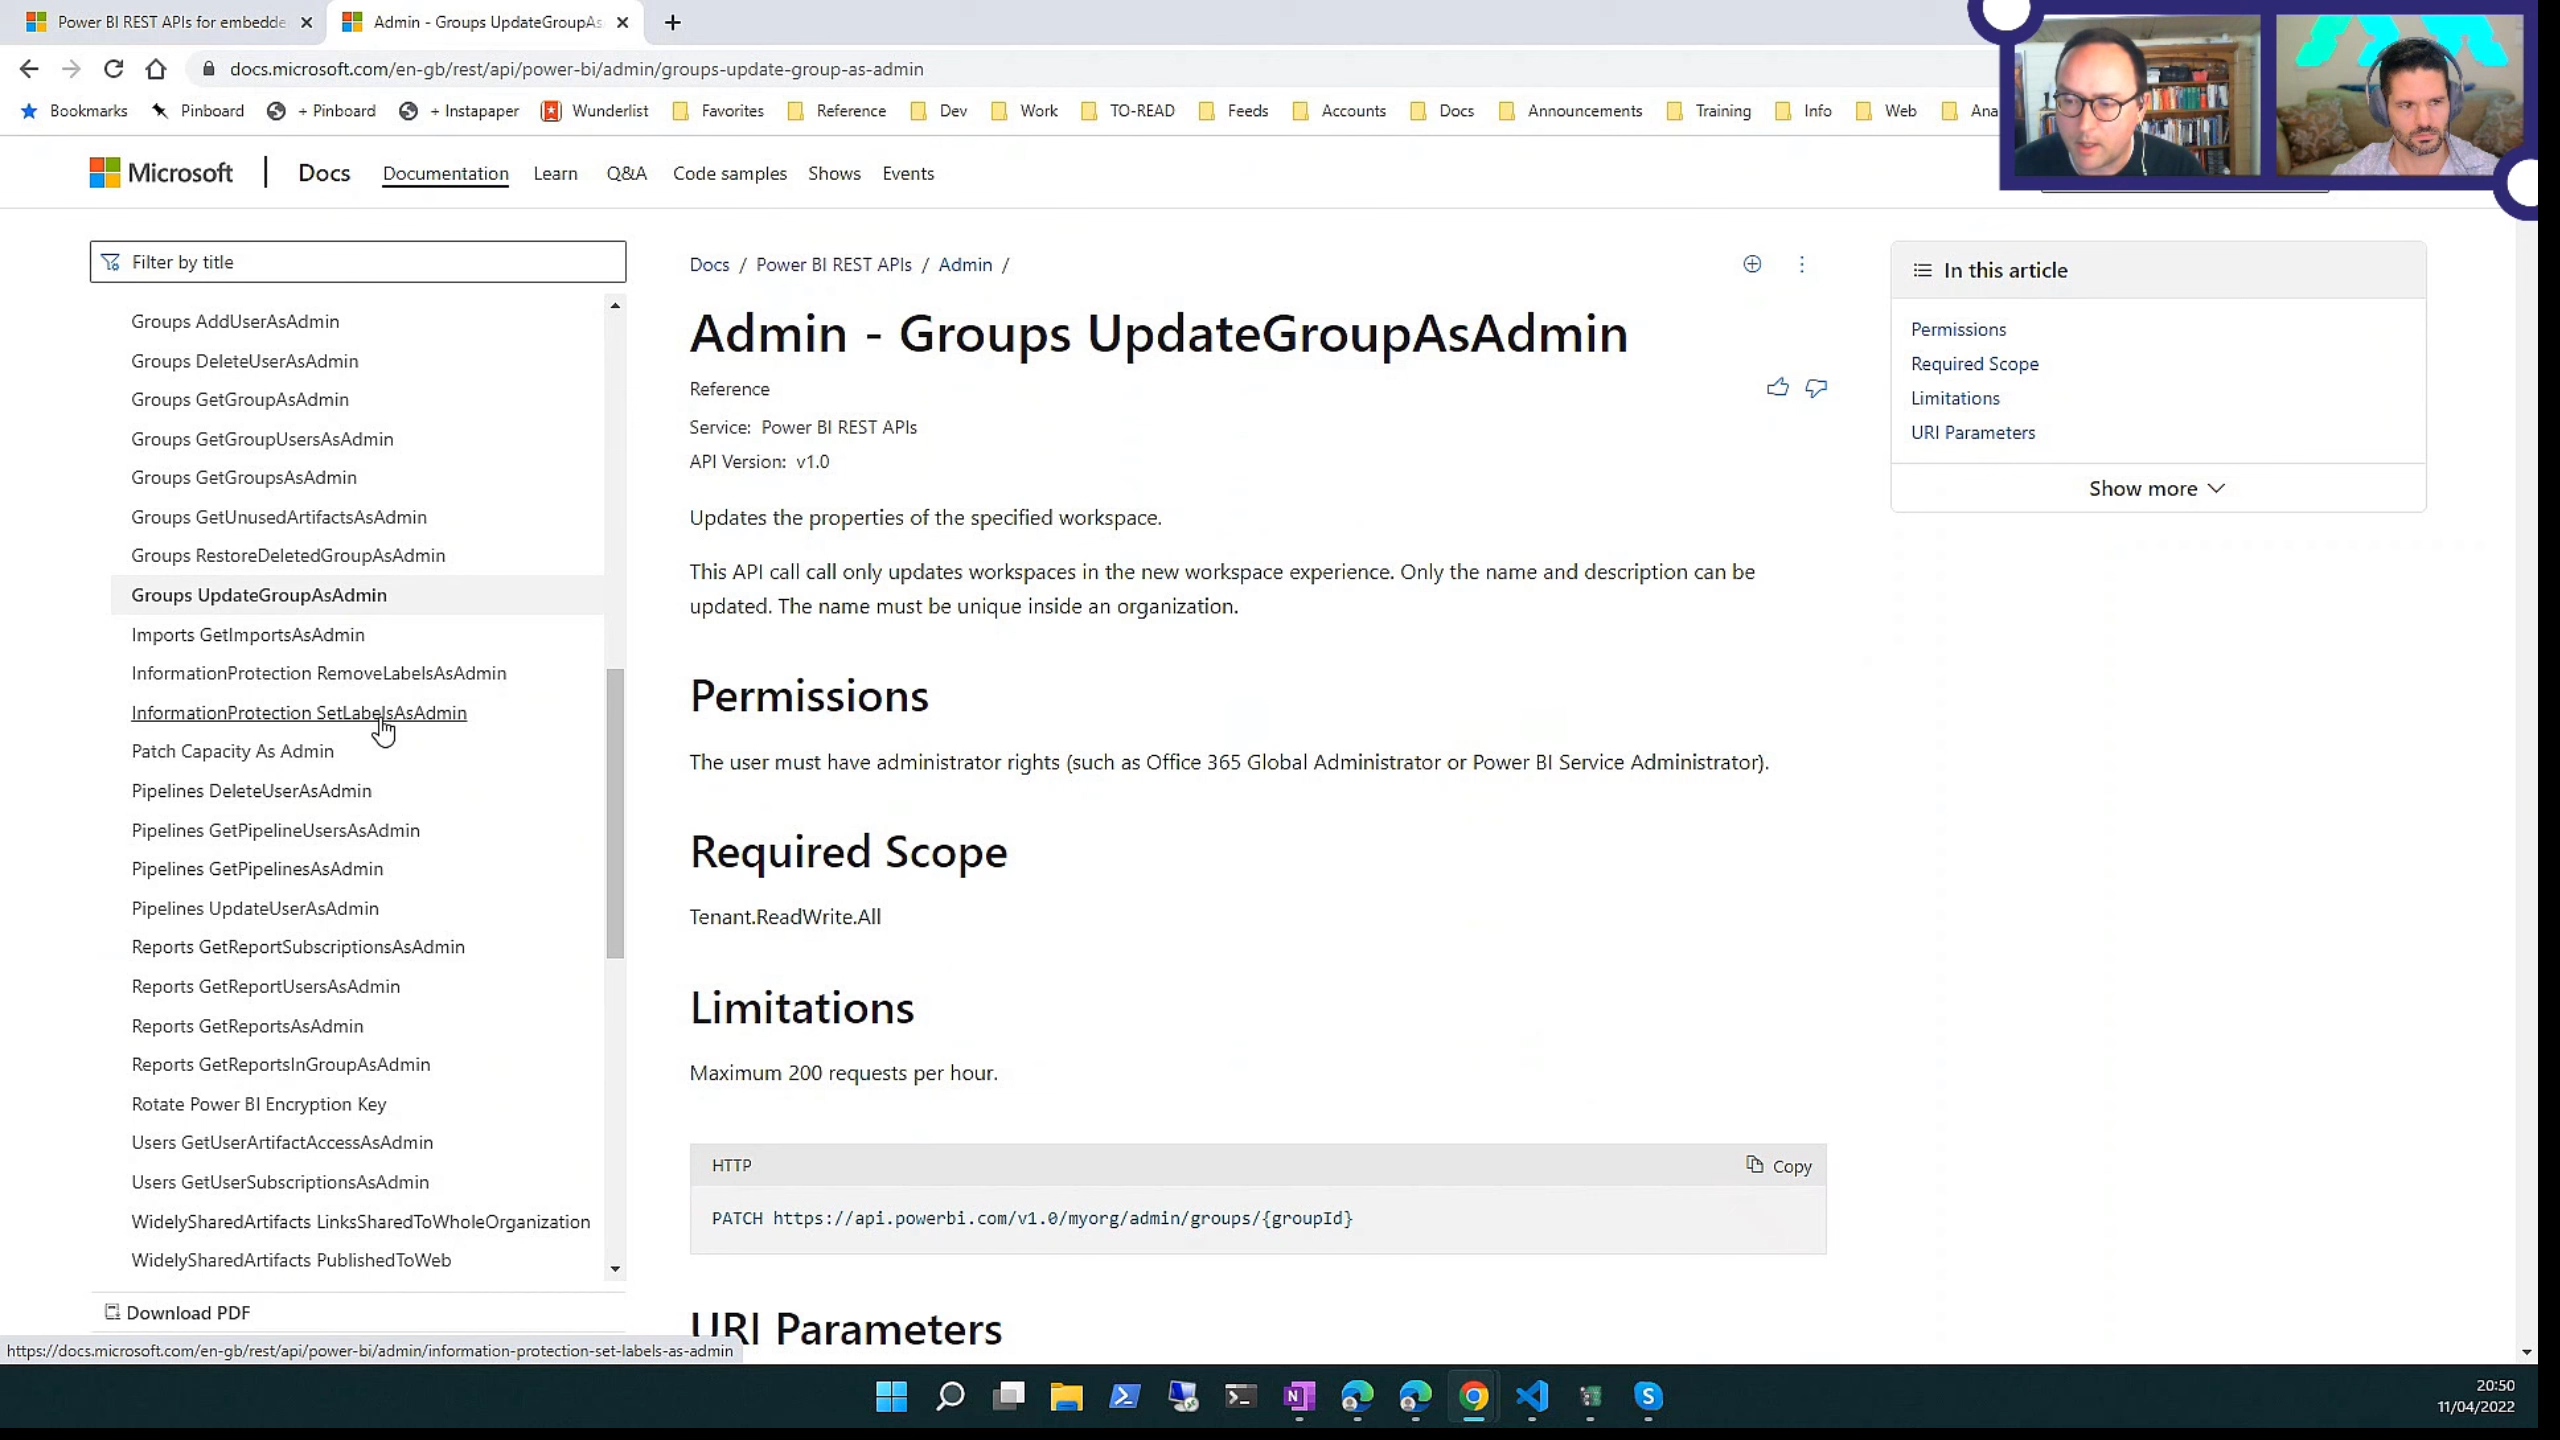 Power BI REST APIs for embedde
Admin - Groups UpdateGroupAs
docs.microsoft.com/en-gb/rest/api/power-bi/admin/groups-update-group-as-admin
Bookmarks
Pinboard
+ Pinboard
+ Instapaper
Wunderlist
Favorites
Reference
Dev
Work
TO-READ
Feeds
Accounts
Docs
Announcements
Training
Info
Web
Ana
Microsoft
Docs
Documentation
Learn
Q&A
Code samples
Shows
Events
Filter by title
Groups AddUserAsAdmin
Groups DeleteUserAsAdmin
Groups GetGroupAsAdmin
Groups GetGroupUsersAsAdmin
Groups GetGroupsAsAdmin
Groups GetUnusedArtifactsAsAdmin
Groups RestoreDeletedGroupAsAdmin
Groups UpdateGroupAsAdmin
Imports GetImportsAsAdmin
InformationProtection RemoveLabelsAsAdmin
InformationProtection SetLabelsAsAdmin
Patch Capacity As Admin
Pipelines DeleteUserAsAdmin
Pipelines GetPipelineUsersAsAdmin
Pipelines GetPipelinesAsAdmin
Pipelines UpdateUserAsAdmin
Reports GetReportSubscriptionsAsAdmin
Reports GetReportUsersAsAdmin
Reports GetReportsAsAdmin
Reports GetReportsInGroupAsAdmin
Rotate Power BI Encryption Key
Users GetUserArtifactAccessAsAdmin
Users GetUserSubscriptionsAsAdmin
WidelySharedArtifacts LinksSharedToWholeOrganization
WidelySharedArtifacts PublishedToWeb
Download PDF
Docs / Power BI REST APIs / Admin /
Admin - Groups UpdateGroupAsAdmin
Reference
Service: Power BI REST APIs
API Version: v1.0
Updates the properties of the specified workspace.
This API call call only updates workspaces in the new workspace experience. Only the name and description can be
updated. The name must be unique inside an organization.
Permissions
The user must have administrator rights (such as Office 365 Global Administrator or Power BI Service Administrator).
Required Scope
Tenant.ReadWrite.All
Limitations
Maximum 200 requests per hour.
HTTP
Copy
PATCH https://api.powerbi.com/v1.0/myorg/admin/groups/{groupId}
URI Parameters
In this article
Permissions
Required Scope
Limitations
URI Parameters
Show more
https://docs.microsoft.com/en-gb/rest/api/power-bi/admin/information-protection-set-labels-as-admin
20:50
11/04/2022